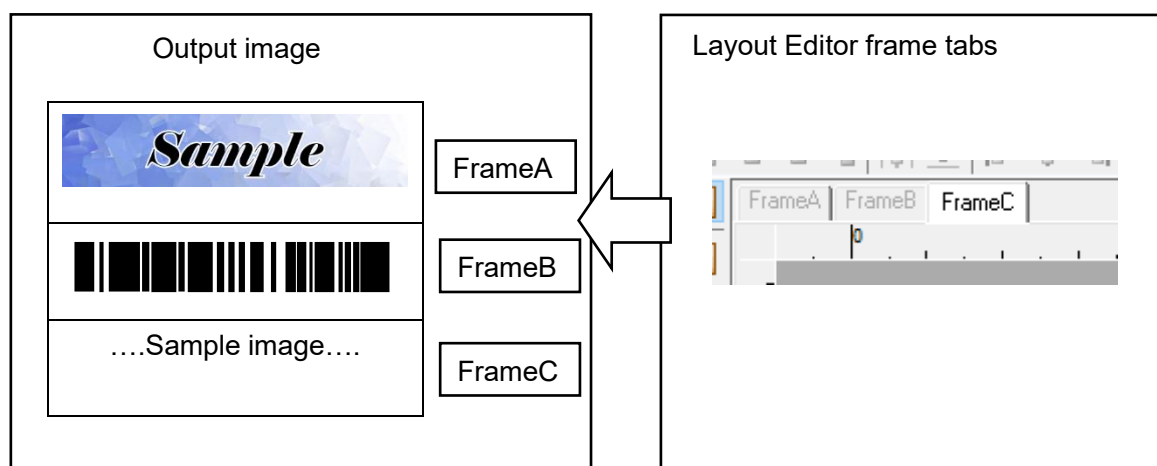 Output image
Sample
FrameA
FrameB
….Sample image….
FrameC
Layout Editor frame tabs
FrameA FrameB FrameC
0